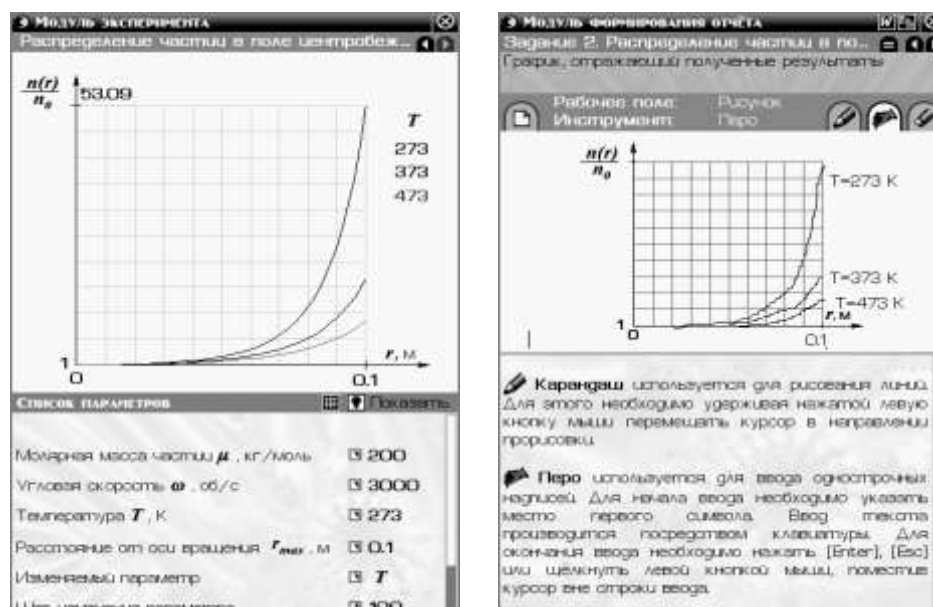 Модуль эксперимента
Распределение частиц в поле центробеж...
n(r)
n₀
53.09
T
273
373
473
1
0
0.1
r, м
Список параметров
Показать
Молярная масса частиц μ , кг/моль 200
Угловая скорость ω , об/с 3000
Температура T , К 273
Расстояние от оси вращения r max , м 0.1
Изменяемый параметр T
Шаг изменения параметра 100
Модуль формирования отчёта
Задание 2. Распределение частиц в по...
График, отражающий полученные результаты
Рабочее поле: Рисунок
Инструмент: Перо
n(r)
n₀
T=273 К
T=373 К
T=473 К
r, м
1
0
0.1
Карандаш используется для рисования линий.
Для этого необходимо удерживая нажатой левую
кнопку мыши перемещать курсор в направлении
прорисовки.
Перо используется для ввода однострочных
надписей. Для начала ввода необходимо указать
место первого символа. Ввод текста
производится посредством клавиатуры. Для
окончания ввода необходимо нажать [Enter], [Esc]
или щелкнуть левой кнопкой мыши, поместив
курсор вне строки ввода.